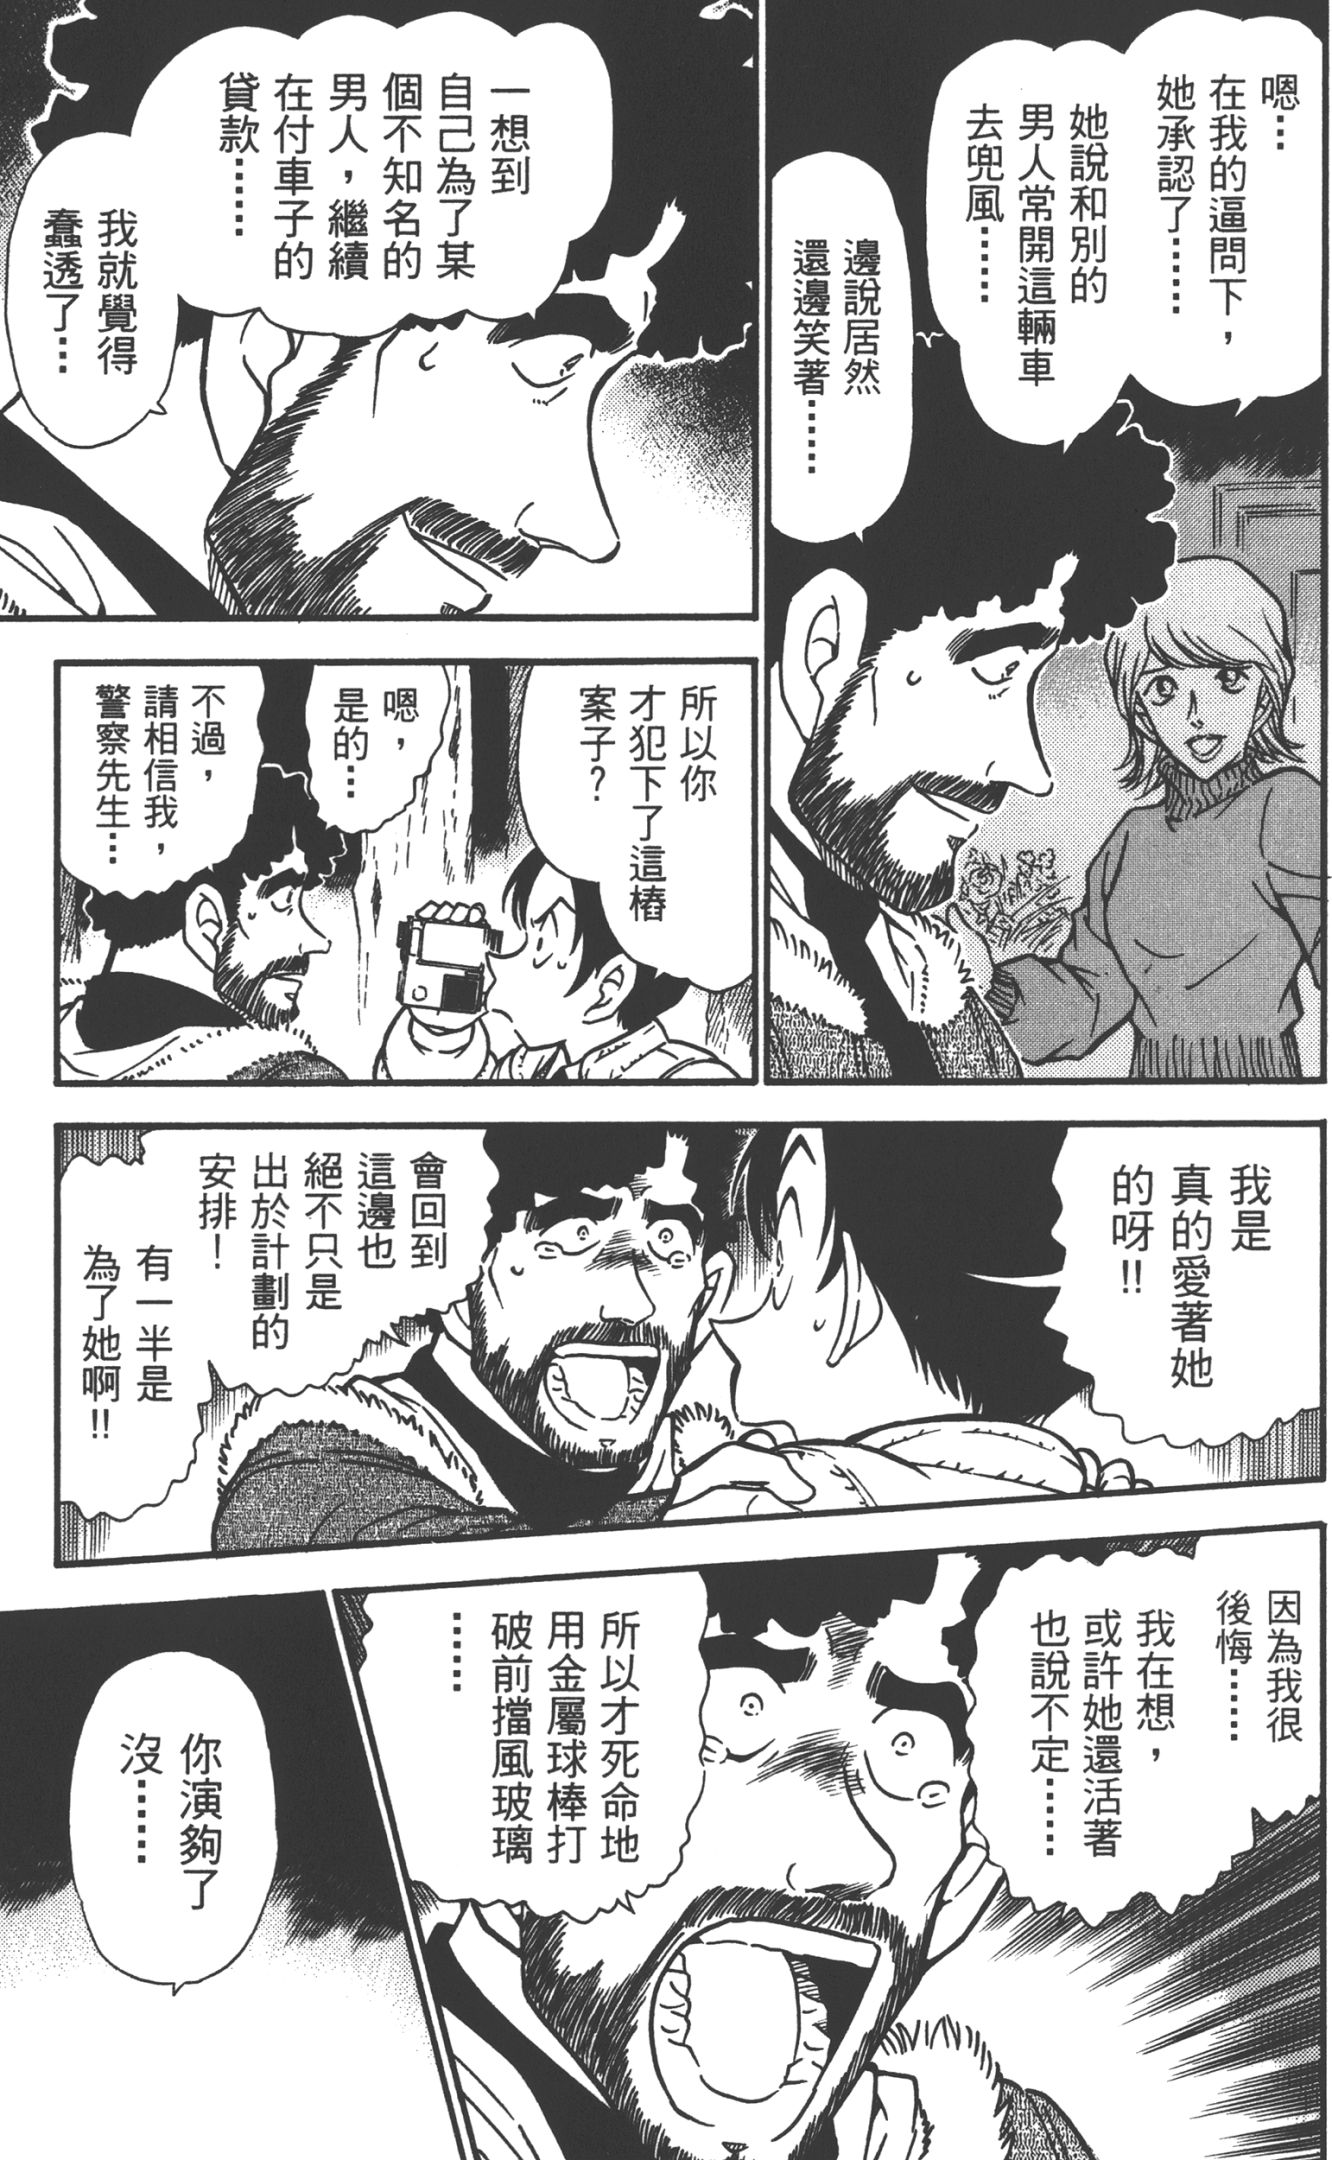 嗯…
在我的逼問下，
她承認了……
她說和別的
男人常開這輛車
去兜風……
邊說居然
還邊笑著……
一想到
自己為了某
個不知名的
男人，繼續
在付車子的
貸款……
我就覺得
蠢透了…
所以你
才犯下了這樁
案子?
嗯，
是的…
不過，
請相信我，
警察先生…
我是
真的愛著她
的呀!!
會回到
這邊也
絕不只是
出於計劃的
安排!
有一半是
為了她啊!!
因為我很
後悔……
我在想，
或許她還活著
也說不定……
所以才死命地
用金屬球棒打
破前擋風玻璃
……
你演夠了
沒……